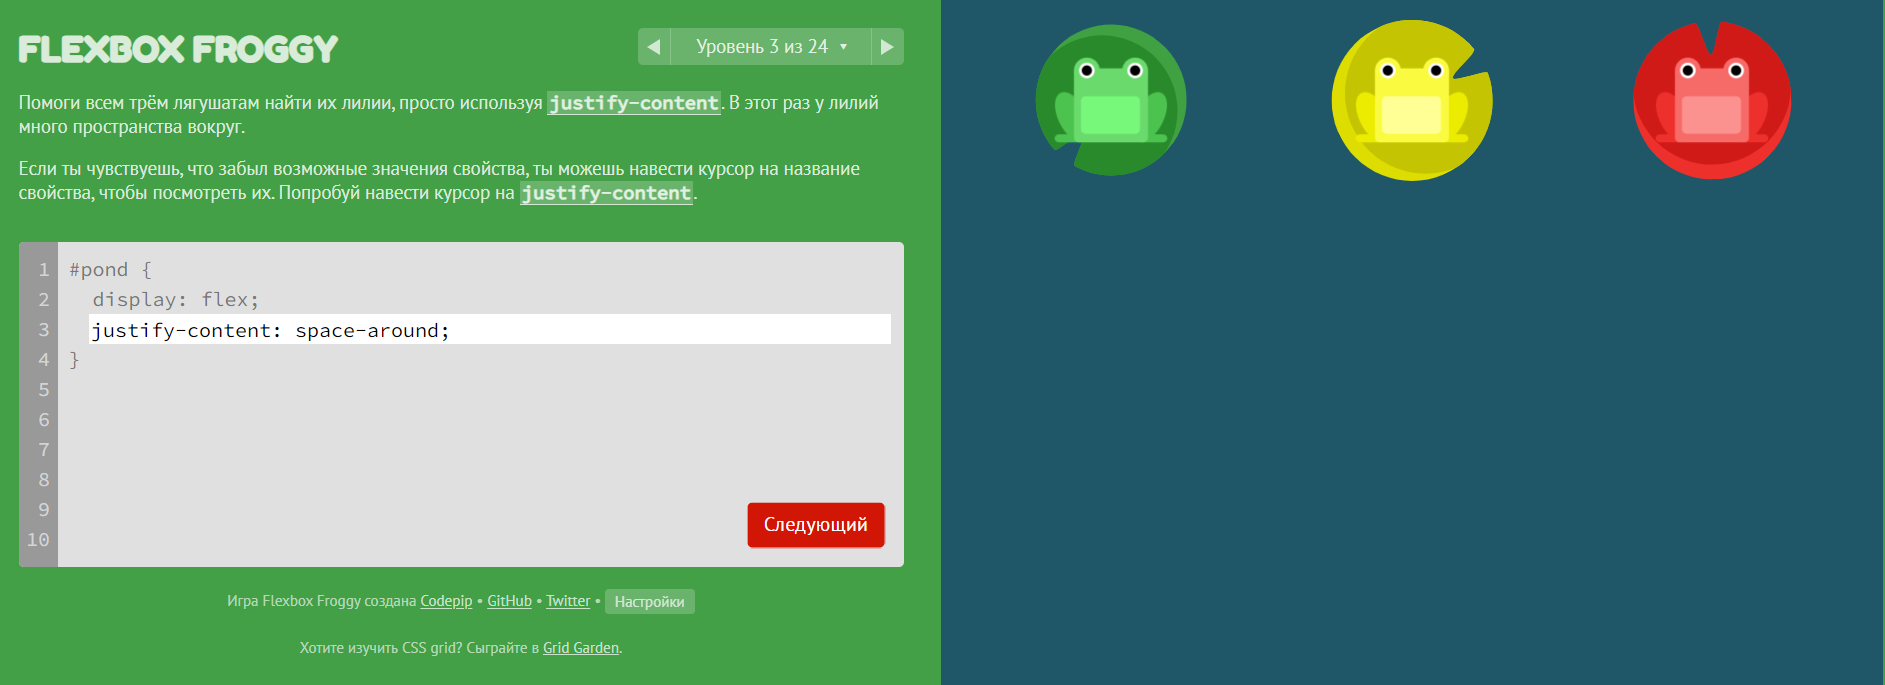 FLEXBOX FROGGY
Уровень 3 из 24
Помоги всем трём лягушатам найти их лилии, просто используя justify-content. В этот раз у лилий
много пространства вокруг.
Если ты чувствуешь, что забыл возможные значения свойства, ты можешь навести курсор на название
свойства, чтобы посмотреть их. Попробуй навести курсор на justify-content.
1 #pond {
2 display: flex;
3 justify-content: space-around;
4 }
5
6
7
8
9
10
Следующий
Игра Flexbox Froggy создана Codepip • GitHub • Twitter • Настройки
Хотите изучить CSS grid? Сыграйте в Grid Garden.